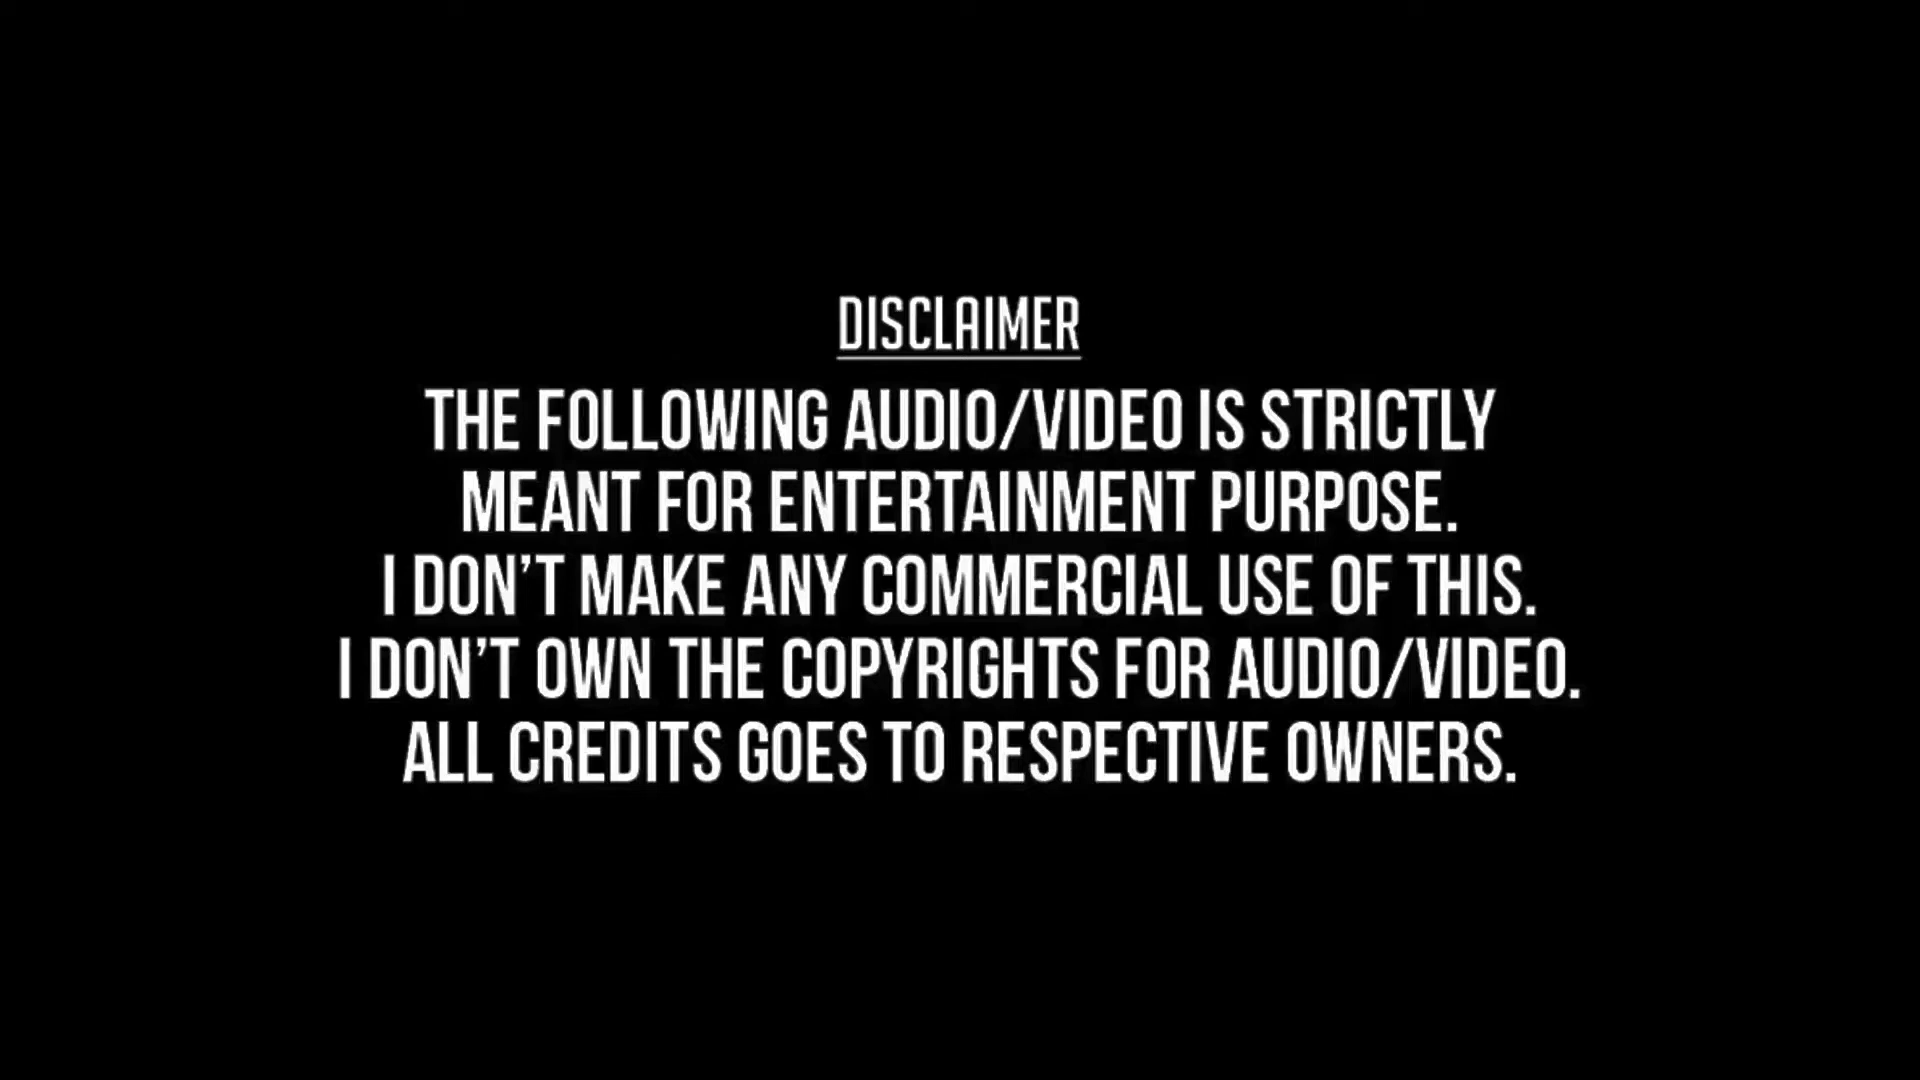 DISCLAIMER
THE FOLLOWING AUDIO/VIDEO IS STRICTLY
MEANT FOR ENTERTAINMENT PURPOSE.
I DON’T MAKE ANY COMMERCIAL USE OF THIS.
I DON’T OWN THE COPYRIGHTS FOR AUDIO/VIDEO.
ALL CREDITS GOES TO RESPECTIVE OWNERS.